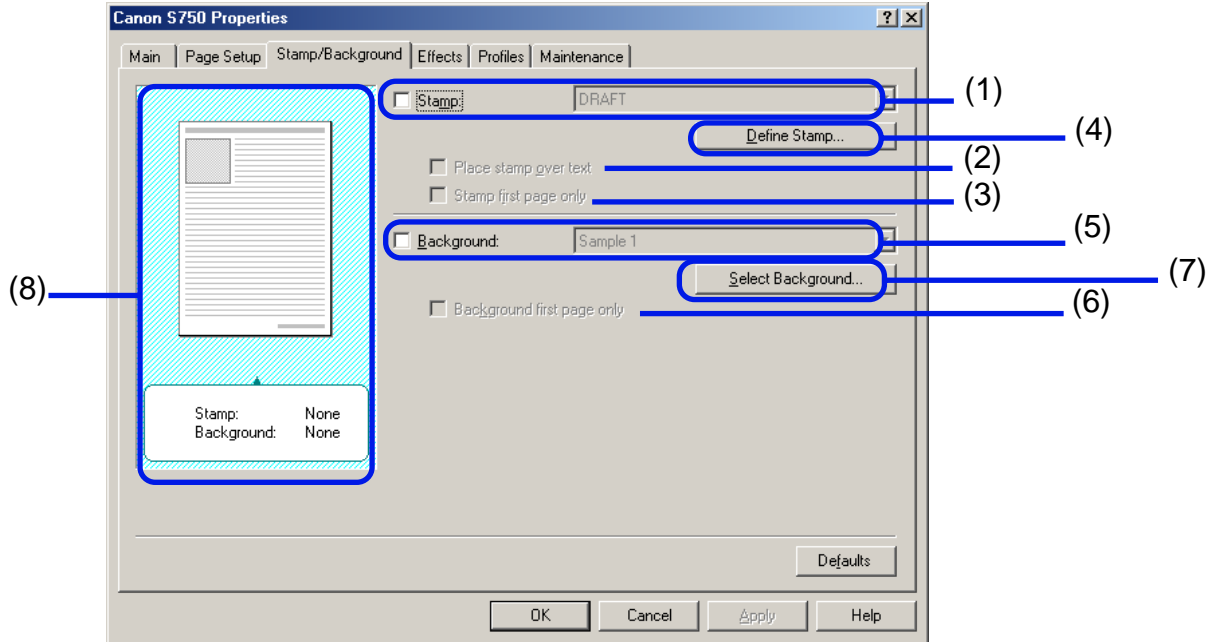 Canon S750 Properties
Main Page Setup Stamp/Background Effects Profiles Maintenance
Stamp: DRAFT (1)
Define Stamp... (4)
Place stamp over text (2)
Stamp first page only (3)
Background: Sample 1 (5)
Select Background... (7)
(8)
Background first page only (6)
Stamp: None
Background: None
Defaults
OK Cancel Apply Help